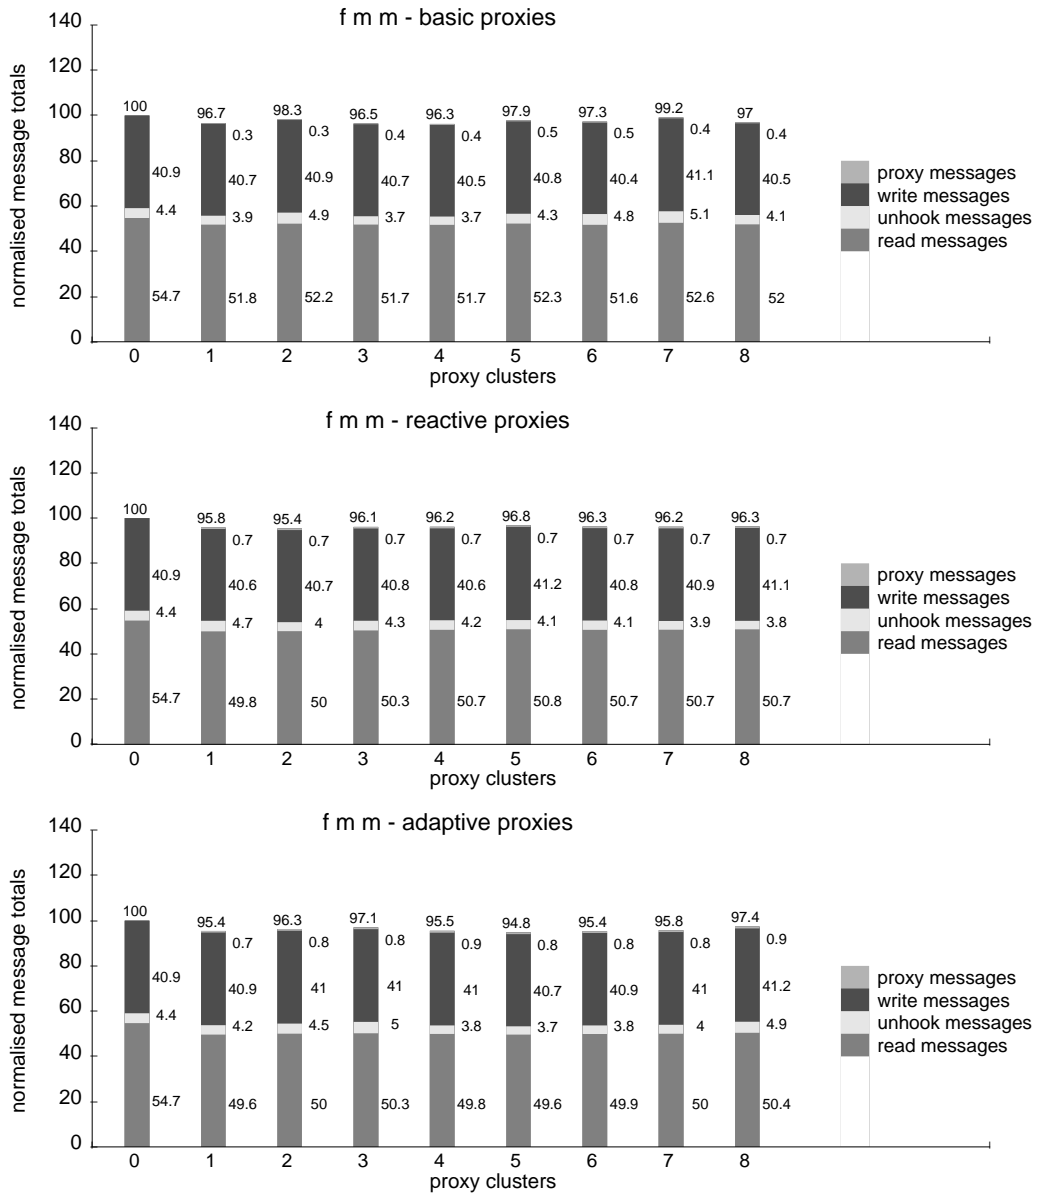 f m m - basic proxies
normalised message totals
140
120
100
80
60
40
20
0
100 96.7 98.3 96.5 96.3 97.9 97.3 99.2 97
0.3 0.3 0.4 0.4 0.5 0.5 0.4 0.4
40.9 40.7 40.9 40.7 40.5 40.8 40.4 41.1 40.5
4.4 3.9 4.9 3.7 3.7 4.3 4.8 5.1 4.1
54.7 51.8 52.2 51.7 51.7 52.3 51.6 52.6 52
0 1 2 3 4 5 6 7 8
proxy clusters
proxy messages
write messages
unhook messages
read messages
f m m - reactive proxies
normalised message totals
140
120
100
80
60
40
20
0
100 95.8 95.4 96.1 96.2 96.8 96.3 96.2 96.3
0.7 0.7 0.7 0.7 0.7 0.7 0.7 0.7
40.9 40.6 40.7 40.8 40.6 41.2 40.8 40.9 41.1
4.4 4.7 4 4.3 4.2 4.1 4.1 3.9 3.8
54.7 49.8 50 50.3 50.7 50.8 50.7 50.7 50.7
0 1 2 3 4 5 6 7 8
proxy clusters
proxy messages
write messages
unhook messages
read messages
f m m - adaptive proxies
normalised message totals
140
120
100
80
60
40
20
0
100 95.4 96.3 97.1 95.5 94.8 95.4 95.8 97.4
0.7 0.8 0.8 0.9 0.8 0.8 0.8 0.9
40.9 40.9 41 41 41 40.7 40.9 41 41.2
4.4 4.2 4.5 5 3.8 3.7 3.8 4 4.9
54.7 49.6 50 50.3 49.8 49.6 49.9 50 50.4
0 1 2 3 4 5 6 7 8
proxy clusters
proxy messages
write messages
unhook messages
read messages